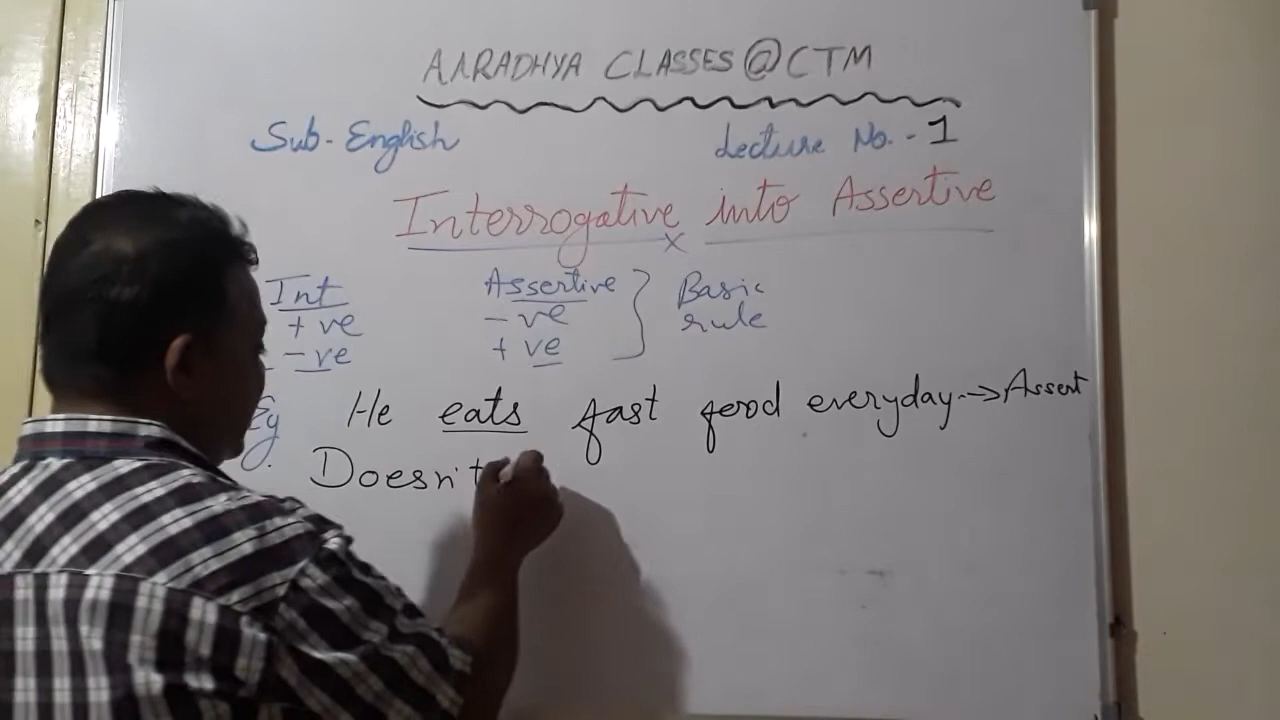 AARADHYA CLASSES@CTM
Sub-English Lecture No.-1
Interrogative into Assertive
Int Assertive } Basic rule
+ve -ve
-ve +ve
Eg. He eats fast food everyday-->Assert
Doesn't